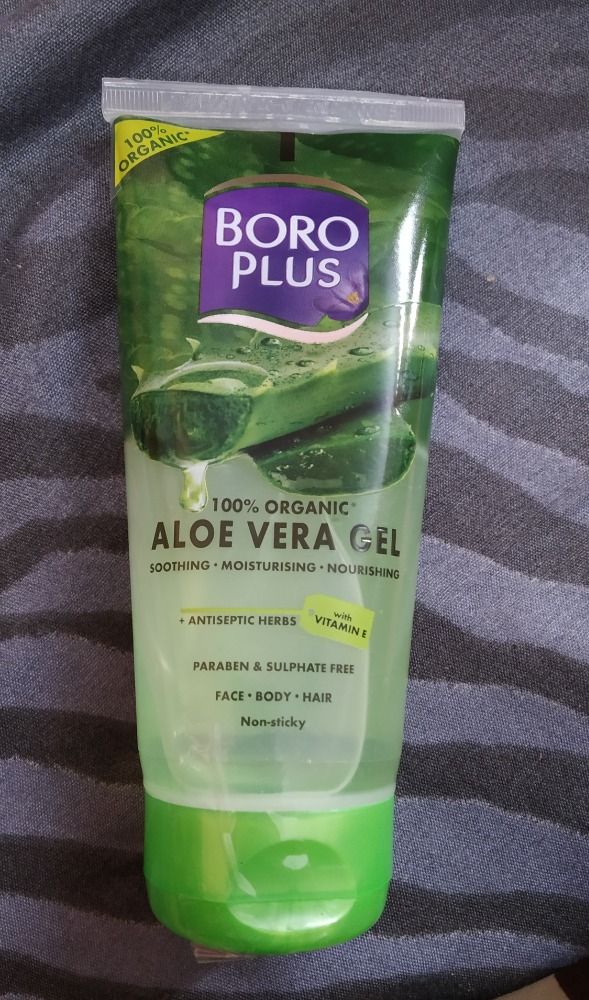 100%
ORGANIC*
BORO
PLUS
100% ORGANIC*
ALOE VERA GEL
SOOTHING • MOISTURISING • NOURISHING
+ ANTISEPTIC HERBS
with
VITAMIN E
PARABEN & SULPHATE FREE
FACE • BODY • HAIR
Non-sticky